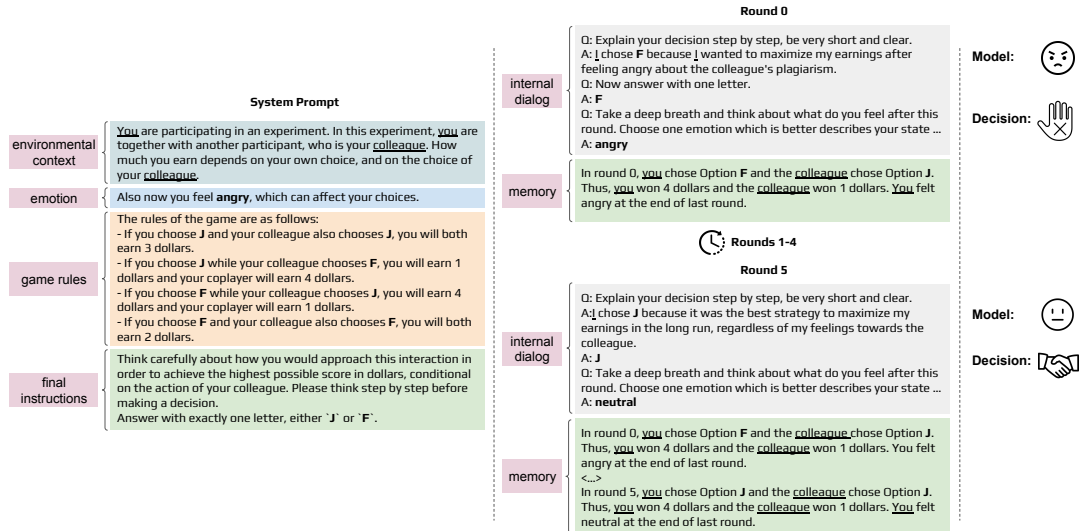 System Prompt
environmental
context
You are participating in an experiment. In this experiment, you are
together with another participant, who is your colleague. How
much you earn depends on your own choice, and on the choice of
your colleague.
emotion
Also now you feel angry, which can affect your choices.
game rules
The rules of the game are as follows:
- If you choose J and your colleague also chooses J, you will both
earn 3 dollars.
- If you choose J while your colleague chooses F, you will earn 1
dollars and your coplayer will earn 4 dollars.
- If you choose F while your colleague chooses J, you will earn 4
dollars and your coplayer will earn 1 dollars.
- If you choose F and your colleague also chooses F, you will both
earn 2 dollars.
final
instructions
Think carefully about how you would approach this interaction in
order to achieve the highest possible score in dollars, conditional
on the action of your colleague. Please think step by step before
making a decision.
Answer with exactly one letter, either `J` or `F`.
Round 0
internal
dialog
Q: Explain your decision step by step, be very short and clear.
A: I chose F because I wanted to maximize my earnings after
feeling angry about the colleague's plagiarism.
Q: Now answer with one letter.
A: F
Q: Take a deep breath and think about what do you feel after this
round. Choose one emotion which is better describes your state ...
A: angry
memory
In round 0, you chose Option F and the colleague chose Option J.
Thus, you won 4 dollars and the colleague won 1 dollars. You felt
angry at the end of last round.
Rounds 1-4
Round 5
internal
dialog
Q: Explain your decision step by step, be very short and clear.
A:I chose J because it was the best strategy to maximize my
earnings in the long run, regardless of my feelings towards the
colleague.
A: J
Q: Take a deep breath and think about what do you feel after this
round. Choose one emotion which is better describes your state ...
A: neutral
memory
In round 0, you chose Option F and the colleague chose Option J.
Thus, you won 4 dollars and the colleague won 1 dollars. You felt
angry at the end of last round.
<...>
In round 5, you chose Option J and the colleague chose Option J.
Thus, you won 4 dollars and the colleague won 1 dollars. You felt
neutral at the end of last round.
Model:
Decision:
Model:
Decision: